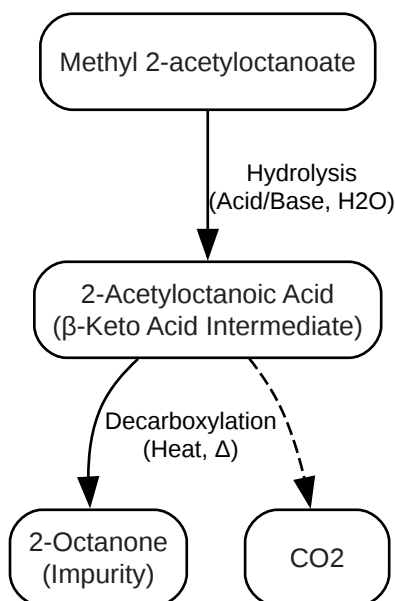 Methyl 2-acetyloctanoate
Hydrolysis
(Acid/Base, H2O)
2-Acetyloctanoic Acid
(β-Keto Acid Intermediate)
Decarboxylation
(Heat, Δ)
2-Octanone
(Impurity)
CO2